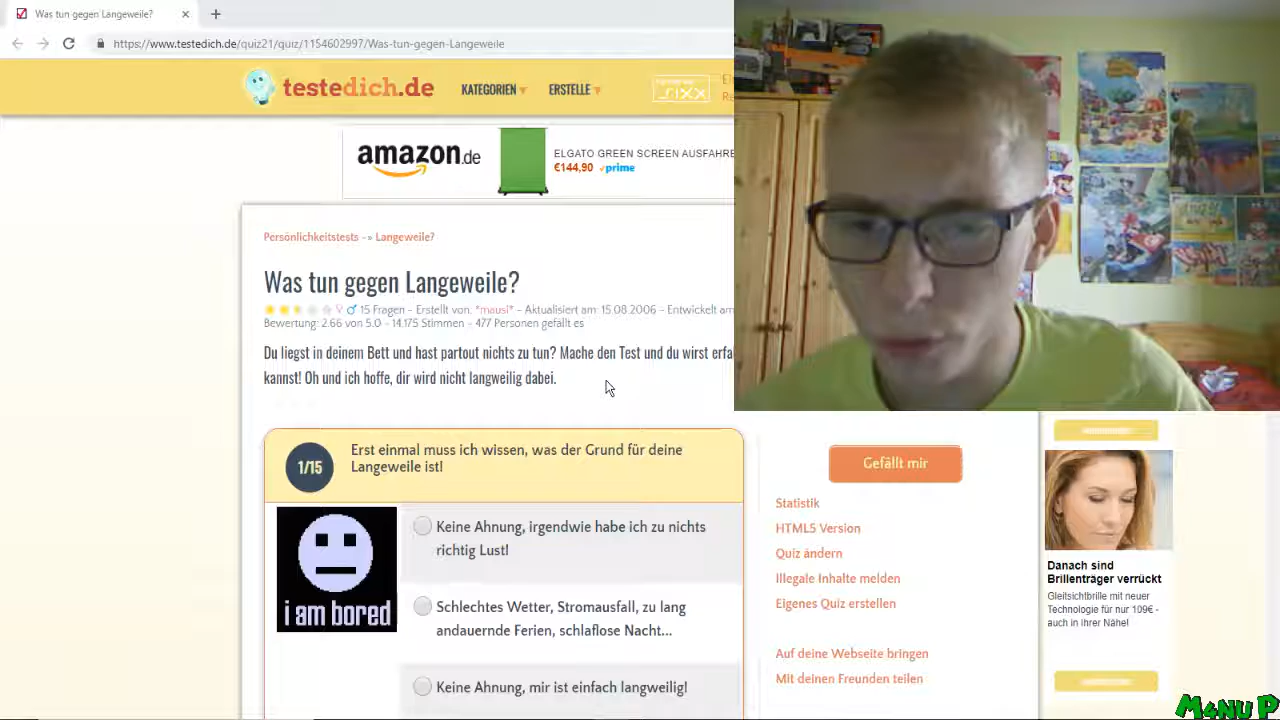 Was tun gegen Langeweile?
https://www.testedich.de/quiz21/quiz/1154602997/Was-tun-gegen-Langeweile
testedich.de
KATEGORIEN
ERSTELLE
sixx
amazon.de
ELGATO GREEN SCREEN AUSFAHRE
€144,90 prime
Persönlichkeitstests -» Langeweile?
Was tun gegen Langeweile?
15 Fragen - Erstellt von: *mausi* - Aktualisiert am: 15.08.2006 - Entwickelt am
Bewertung: 2.66 von 5.0 - 14.175 Stimmen - 477 Personen gefällt es
Du liegst in deinem Bett und hast partout nichts zu tun? Mache den Test und du wirst erfa
kannst! Oh und ich hoffe, dir wird nicht langweilig dabei.
1/15
Erst einmal muss ich wissen, was der Grund für deine
Langeweile ist!
i am bored
Keine Ahnung, irgendwie habe ich zu nichts
richtig Lust!
Schlechtes Wetter, Stromausfall, zu lang
andauernde Ferien, schlaflose Nacht...
Keine Ahnung, mir ist einfach langweilig!
Gefällt mir
Statistik
HTML5 Version
Quiz ändern
Illegale Inhalte melden
Eigenes Quiz erstellen
Auf deine Webseite bringen
Mit deinen Freunden teilen
Danach sind
Brillenträger verrückt
Gleitsichtbrille mit neuer
Technologie für nur 109€ -
auch in Ihrer Nähe!
M4NU P